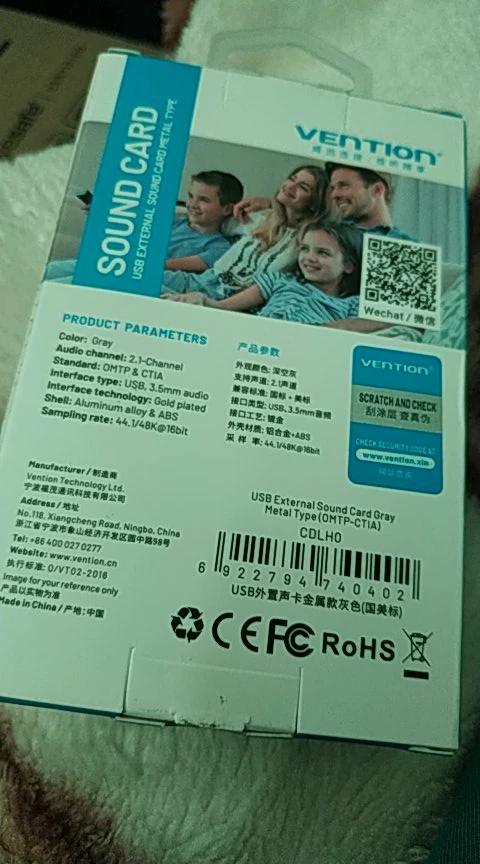 SOUND CARD
USB EXTERNAL SOUND CARD METAL TYPE
VENTION
Wechat / 微信
PRODUCT PARAMETERS
Color: Gray
Audio channel: 2.1-Channel
Standard: OMTP & CTIA
Interface type: USB, 3.5mm audio
Interface technology: Gold plated
Shell: Aluminum alloy & ABS
Sampling rate: 44.1/48K@16bit
产品参数
外观颜色: 深空灰
支持声道: 2.1声道
兼容标准: 国标+美标
接口类型: USB, 3.5mm音频
接口工艺: 镀金
外壳材质: 铝合金+ABS
采 样 率: 44.1/48K@16bit
VENTION
SCRATCH AND CHECK
刮涂层 查真伪
CHECK SECURITY CODE AT
www.vention.xin
Manufacturer / 制造商
Vention Technology Ltd.
宁波福茂通讯科技有限公司
Address / 地址
No.118, Xiangcheng Road, Ningbo, China
浙江省宁波市象山经济开发区园中路98号
Tel: +86 400 027 0277
Website: www.vention.cn
执行标准: Q/VT02-2016
Image for your reference only
产品以实物为准
Made in China / 产地: 中国
USB External Sound Card Gray
Metal Type (OMTP-CTIA)
CDLH0
6 922794 740402
USB外置声卡金属款灰色(国美标)
CE FC RoHS